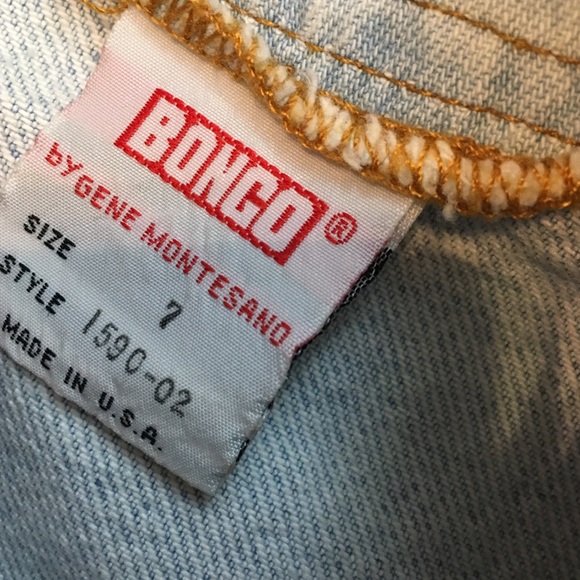 BONGO®
by GENE MONTESANO
SIZE 7
STYLE 1590-02
MADE IN U.S.A.